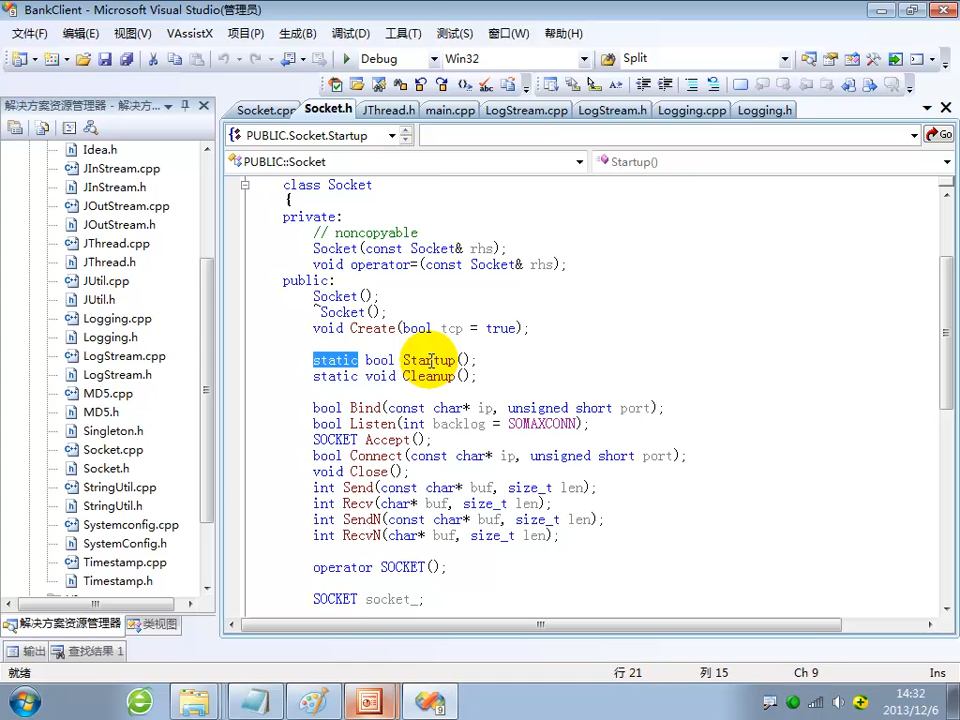 BankClient - Microsoft Visual Studio(管理员)
文件(F) 编辑(E) 视图(V) VAssistX 项目(P) 生成(B) 调试(D) 工具(T) 测试(S) 窗口(W) 帮助(H)
Debug Win32 Split
解决方案资源管理器 - 解决方...
Socket.cpp Socket.h JThread.h main.cpp LogStream.cpp LogStream.h Logging.cpp Logging.h
PUBLIC.Socket.Startup Go
PUBLIC::Socket Startup()
Idea.h
JInStream.cpp
JInStream.h
JOutStream.cpp
JOutStream.h
JThread.cpp
JThread.h
JUtil.cpp
JUtil.h
Logging.cpp
Logging.h
LogStream.cpp
LogStream.h
MD5.cpp
MD5.h
Singleton.h
Socket.cpp
Socket.h
StringUtil.cpp
StringUtil.h
Systemconfig.cpp
SystemConfig.h
Timestamp.cpp
Timestamp.h
class Socket
{
private:
// noncopyable
Socket(const Socket& rhs);
void operator=(const Socket& rhs);
public:
Socket();
~Socket();
void Create(bool tcp = true);
static bool Startup();
static void Cleanup();
bool Bind(const char* ip, unsigned short port);
bool Listen(int backlog = SOMAXCONN);
SOCKET Accept();
bool Connect(const char* ip, unsigned short port);
void Close();
int Send(const char* buf, size_t len);
int Recv(char* buf, size_t len);
int SendN(const char* buf, size_t len);
int RecvN(char* buf, size_t len);
operator SOCKET();
SOCKET socket_;
解决方案资源管理器 类视图
输出 查找结果 1
就绪 行 21 列 15 Ch 9 Ins
14:32
2013/12/6